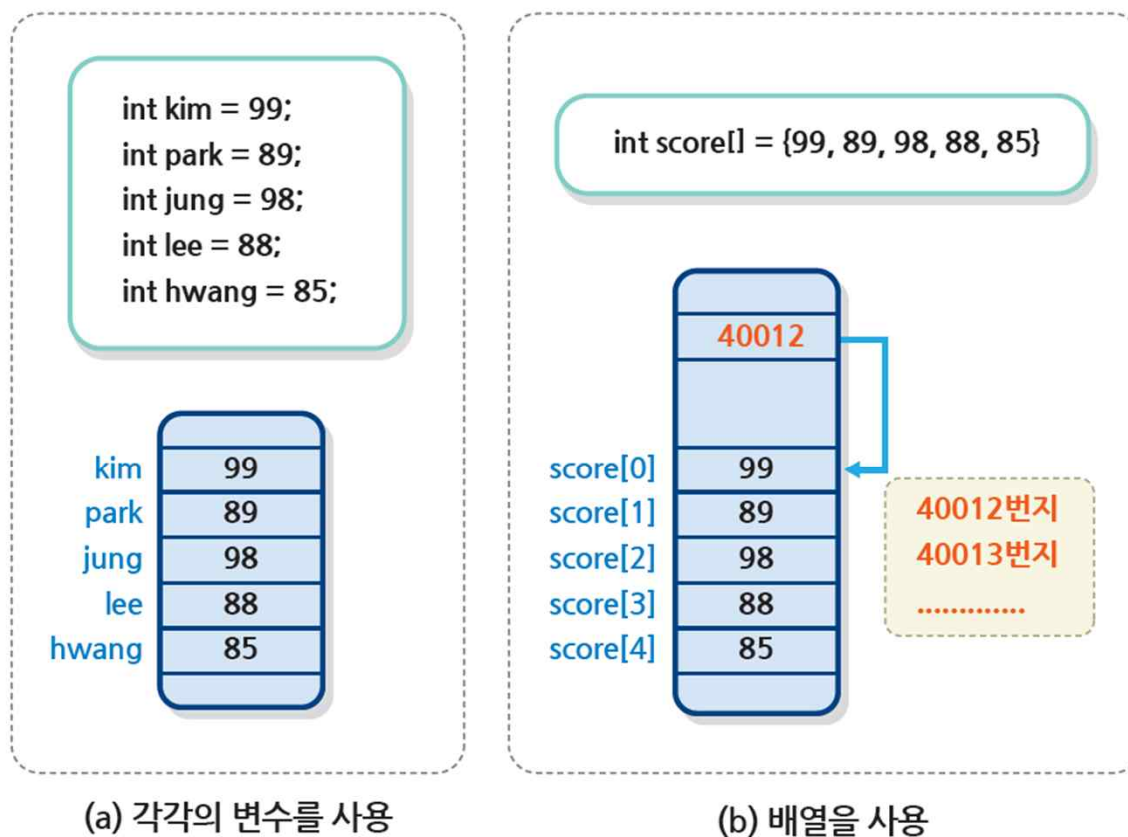 int kim = 99;
int park = 89;
int jung = 98;
int lee = 88;
int hwang = 85;
kim 99
park 89
jung 98
lee 88
hwang 85
(a) 각각의 변수를 사용
int score[] = {99, 89, 98, 88, 85}
40012
score[0] 99
score[1] 89
score[2] 98
score[3] 88
score[4] 85
40012번지
40013번지
.............
(b) 배열을 사용